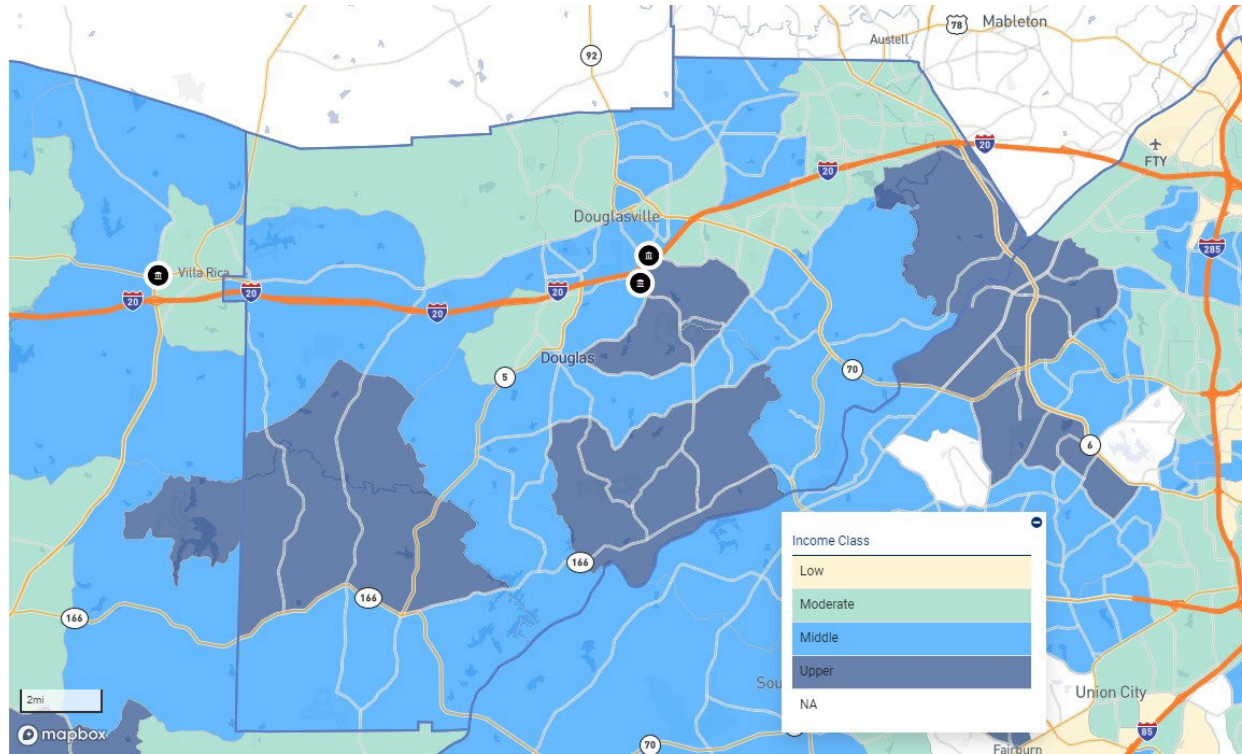 78
Mableton
Austell
92
20
FTY
20
Douglasville
285
Villa Rica
20
20
20
20
Douglas
5
70
6
166
Income Class
Low
166
Moderate
166
Middle
Upper
2mi
NA
Union City
mapbox
70
85
Fairburn